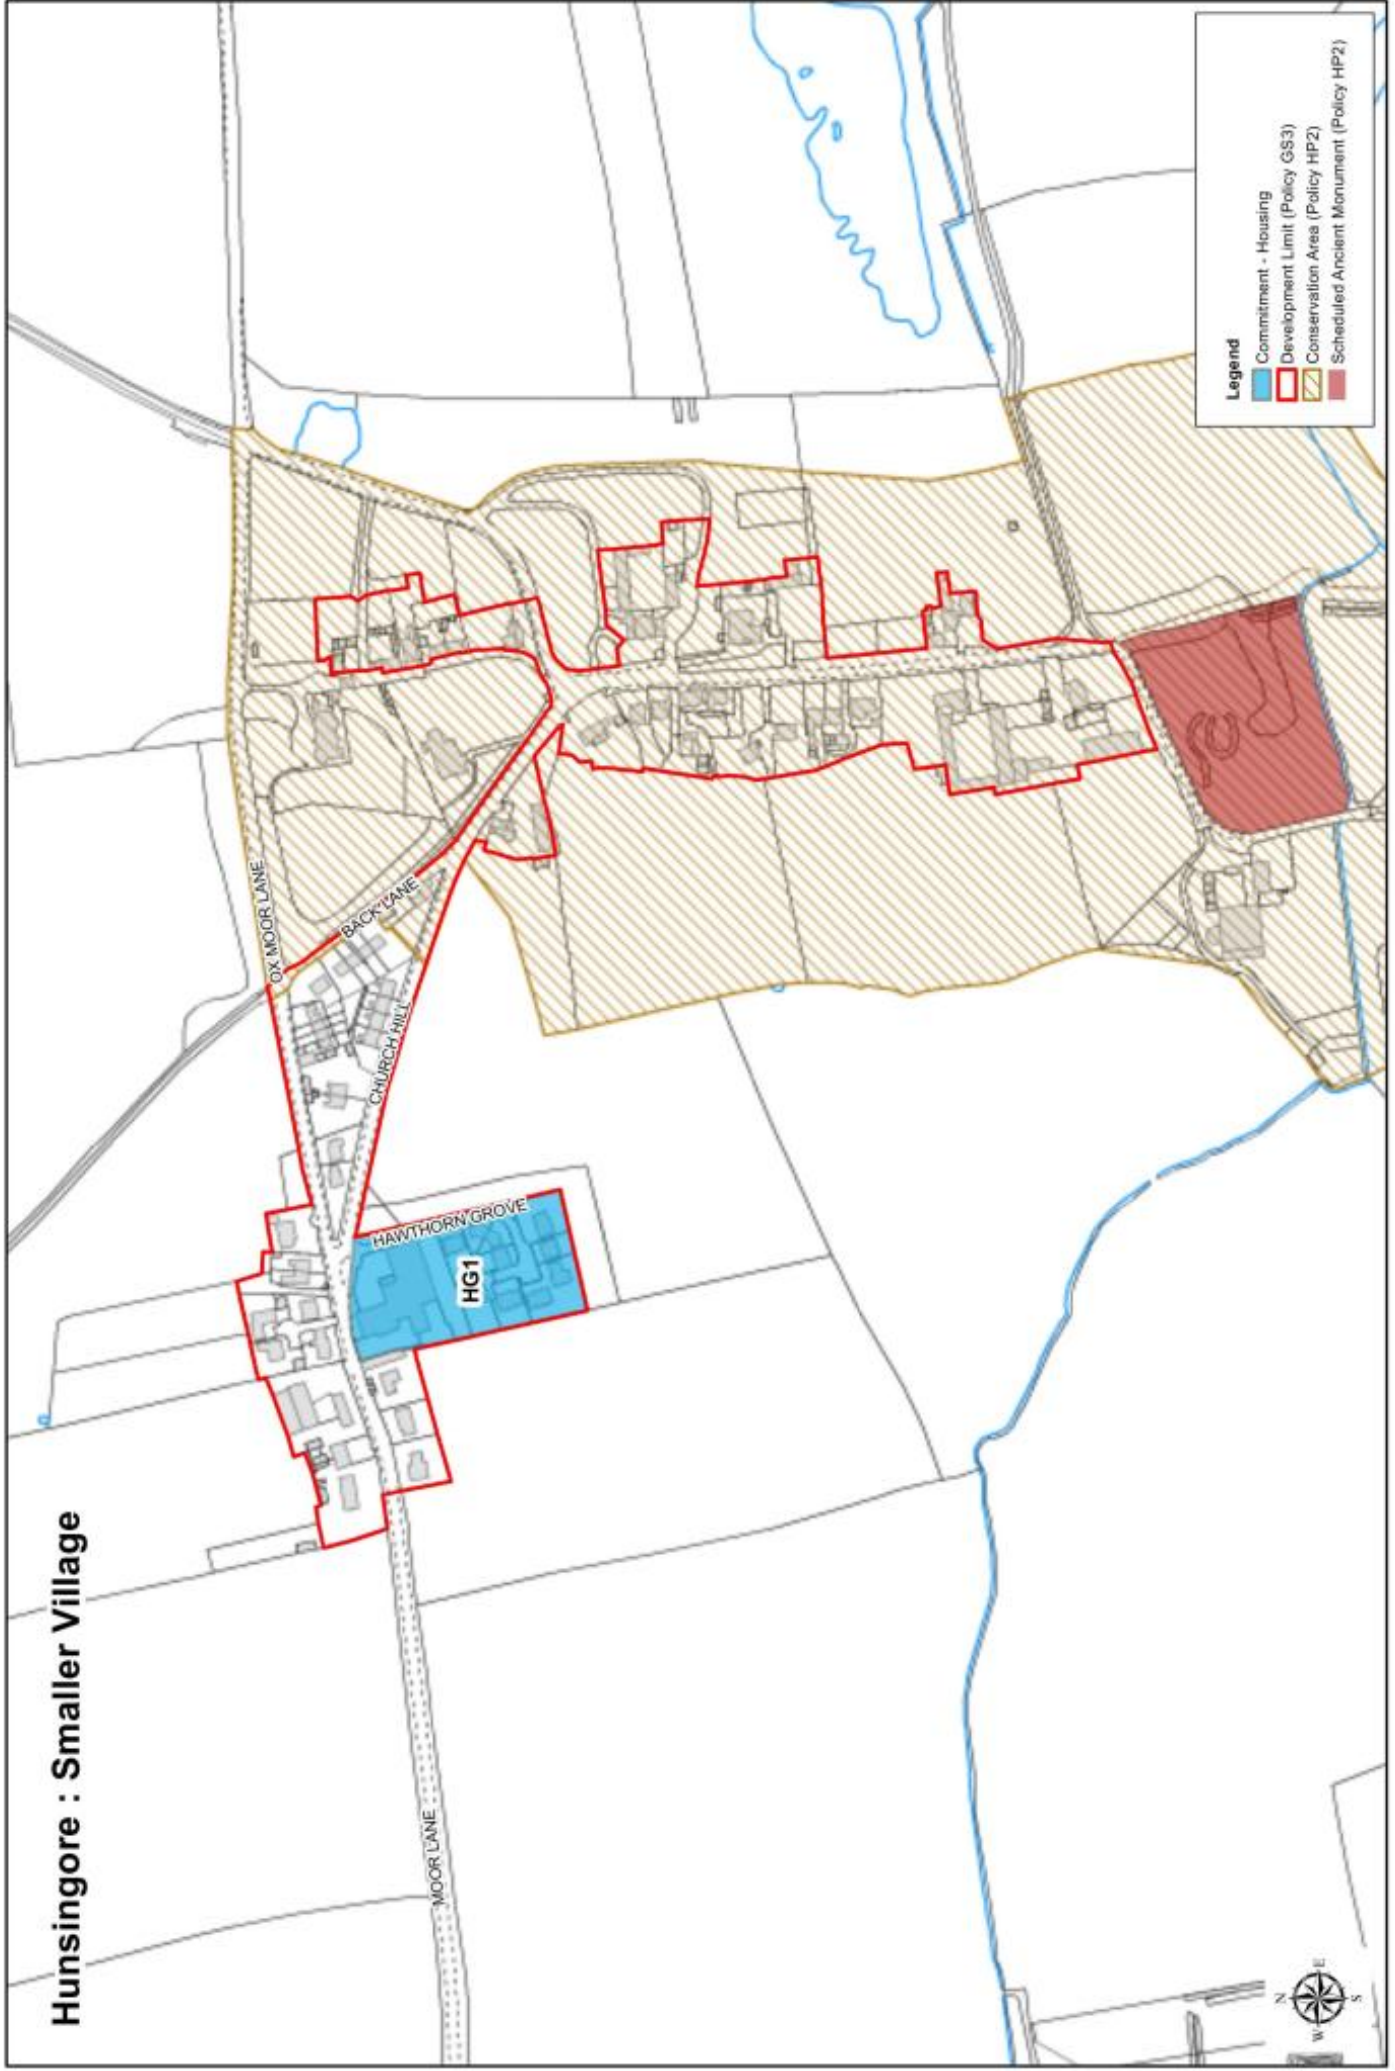 Hunsingore : Smaller Village
OX MOOR LANE
BACK LANE
CHURCH HILL
HAWTHORN GROVE
HG1
MOOR LANE
Legend
Commitment - Housing
Development Limit (Policy GS3)
Conservation Area (Policy HP2)
Scheduled Ancient Monument (Policy HP2)
N
W
E
S